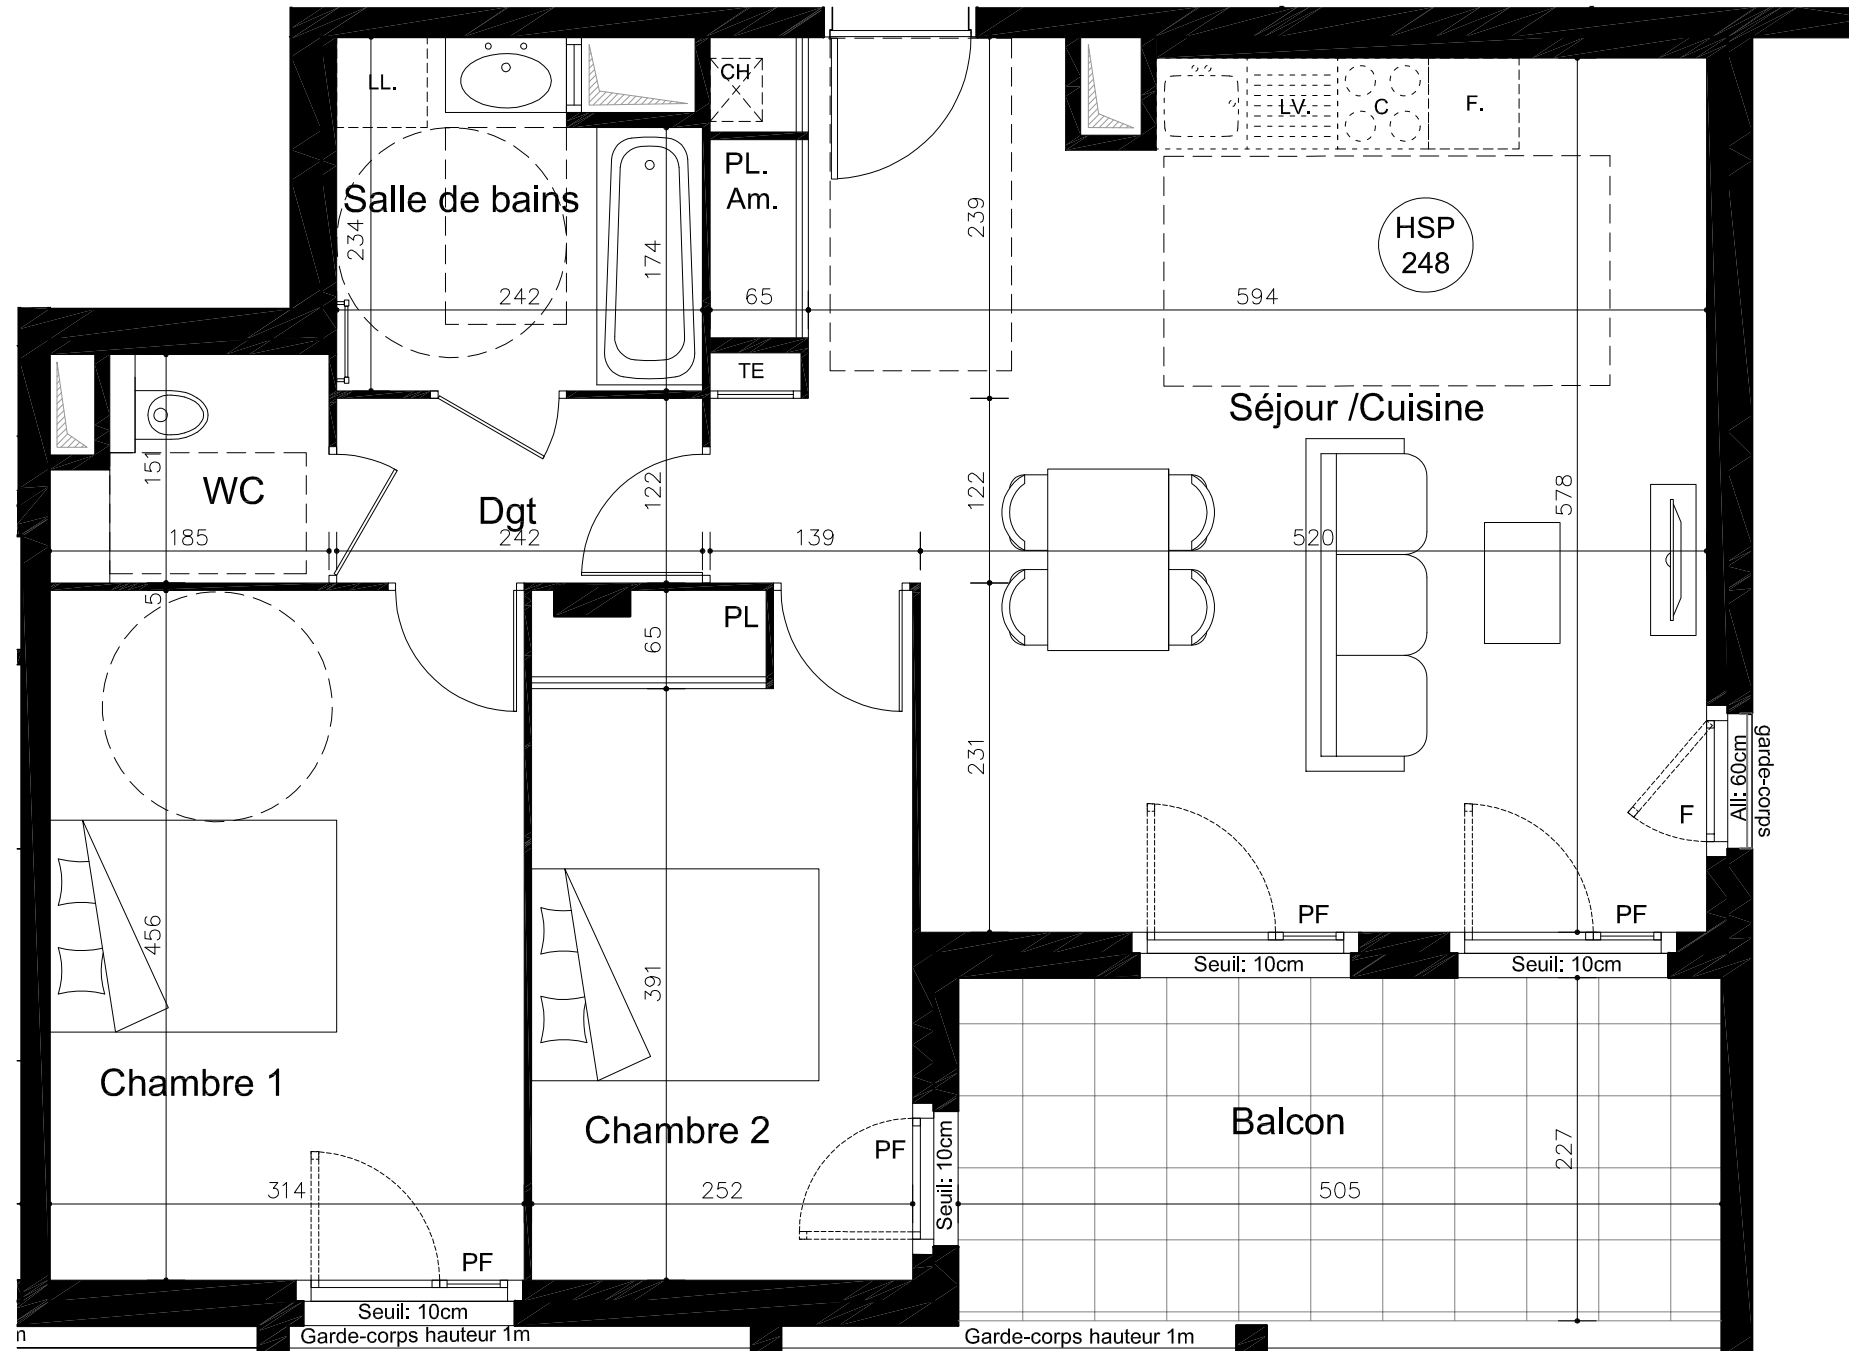 LL.
CH
LV.
C
F.
PL.
Am.
Salle de bains
234
174
239
HSP
248
242
65
594
TE
Séjour /Cuisine
151
WC
122
122
578
Dgt
185
242
139
520
5
65
PL
231
garde-corps
All: 60cm
F
PF
PF
456
391
Seuil: 10cm
Seuil: 10cm
Chambre 1
Chambre 2
Balcon
PF
Seuil: 10cm
227
314
252
505
PF
Seuil: 10cm
Garde-corps hauteur 1m
Garde-corps hauteur 1m